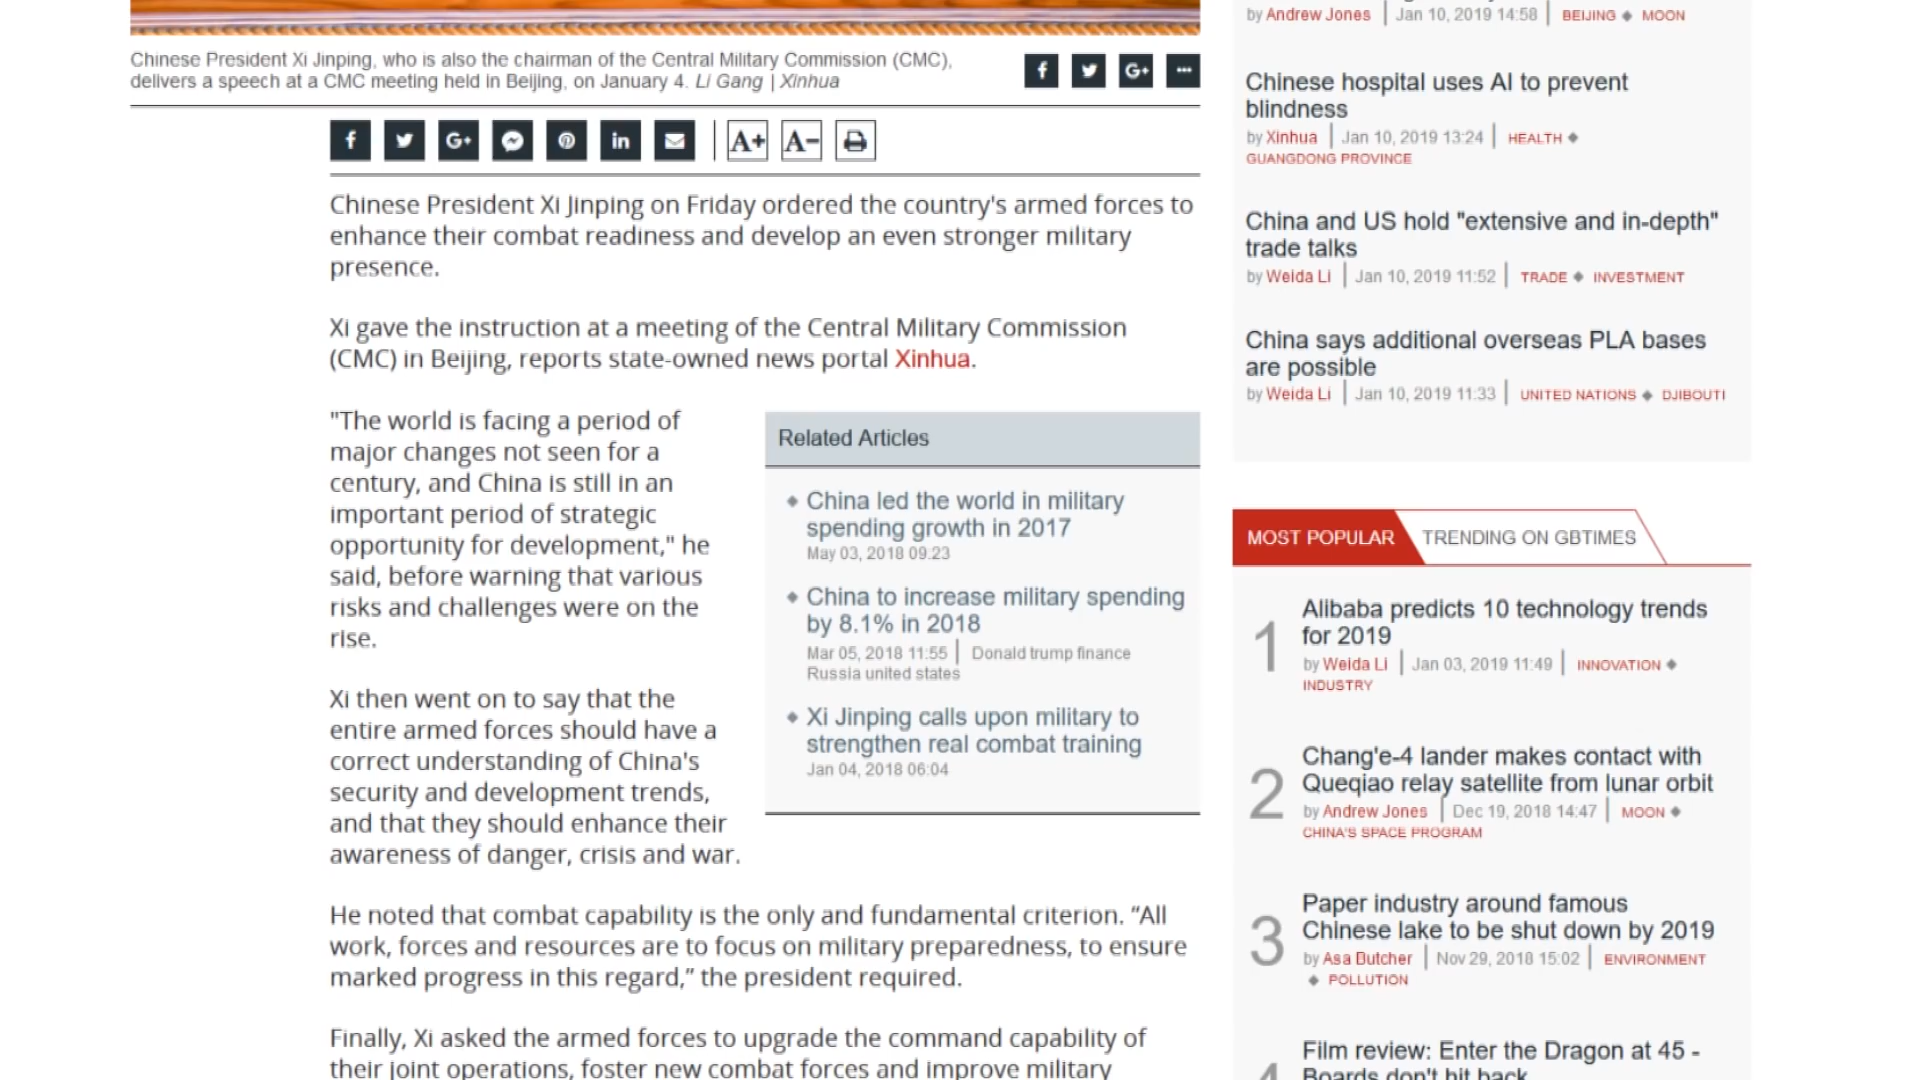 Chinese President Xi Jinping, who is also the chairman of the Central Military Commission (CMC),
delivers a speech at a CMC meeting held in Beijing, on January 4. Li Gang | Xinhua
A+ A-
Chinese President Xi Jinping on Friday ordered the country's armed forces to
enhance their combat readiness and develop an even stronger military
presence.
Xi gave the instruction at a meeting of the Central Military Commission
(CMC) in Beijing, reports state-owned news portal Xinhua.
"The world is facing a period of
major changes not seen for a
century, and China is still in an
important period of strategic
opportunity for development," he
said, before warning that various
risks and challenges were on the
rise.
Xi then went on to say that the
entire armed forces should have a
correct understanding of China's
security and development trends,
and that they should enhance their
awareness of danger, crisis and war.
Related Articles
China led the world in military
spending growth in 2017
May 03, 2018 09:23
China to increase military spending
by 8.1% in 2018
Mar 05, 2018 11:55 | Donald trump finance
Russia united states
Xi Jinping calls upon military to
strengthen real combat training
Jan 04, 2018 06:04
He noted that combat capability is the only and fundamental criterion. “All
work, forces and resources are to focus on military preparedness, to ensure
marked progress in this regard,” the president required.
Finally, Xi asked the armed forces to upgrade the command capability of
their joint operations, foster new combat forces and improve military
by Andrew Jones | Jan 10, 2019 14:58 | BEIJING ◆ MOON
Chinese hospital uses AI to prevent
blindness
by Xinhua | Jan 10, 2019 13:24 | HEALTH ◆
GUANGDONG PROVINCE
China and US hold "extensive and in-depth"
trade talks
by Weida Li | Jan 10, 2019 11:52 | TRADE ◆ INVESTMENT
China says additional overseas PLA bases
are possible
by Weida Li | Jan 10, 2019 11:33 | UNITED NATIONS ◆ DJIBOUTI
MOST POPULAR TRENDING ON GBTIMES
1
Alibaba predicts 10 technology trends
for 2019
by Weida Li | Jan 03, 2019 11:49 | INNOVATION ◆
INDUSTRY
2
Chang'e-4 lander makes contact with
Queqiao relay satellite from lunar orbit
by Andrew Jones | Dec 19, 2018 14:47 | MOON ◆
CHINA'S SPACE PROGRAM
3
Paper industry around famous
Chinese lake to be shut down by 2019
by Asa Butcher | Nov 29, 2018 15:02 | ENVIRONMENT
◆ POLLUTION
4
Film review: Enter the Dragon at 45 -
Boards don't hit back